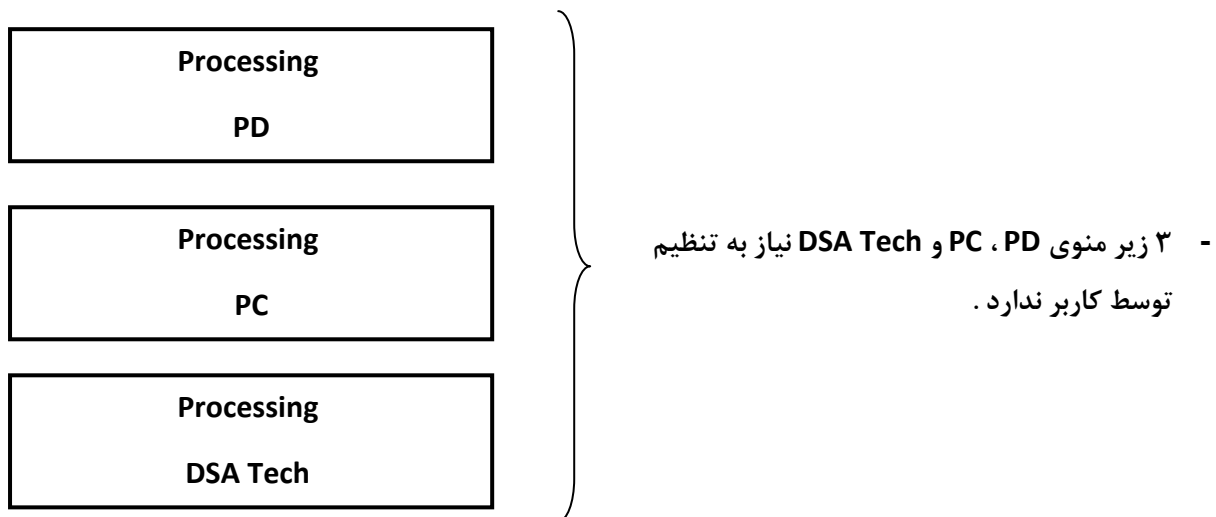 Processing
PD
Processing
PC
Processing
DSA Tech
- ۳ زیر منوی PC ، PD و DSA Tech نیاز به تنظیم
توسط کاربر ندارد .